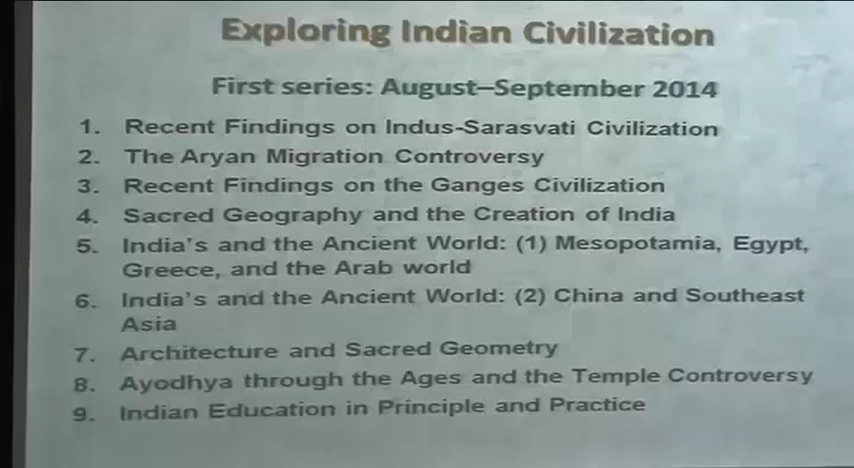 Exploring Indian Civilization
First series: August–September 2014
1. Recent Findings on Indus-Sarasvati Civilization
2. The Aryan Migration Controversy
3. Recent Findings on the Ganges Civilization
4. Sacred Geography and the Creation of India
5. India's and the Ancient World: (1) Mesopotamia, Egypt,
Greece, and the Arab world
6. India's and the Ancient World: (2) China and Southeast
Asia
7. Architecture and Sacred Geometry
8. Ayodhya through the Ages and the Temple Controversy
9. Indian Education in Principle and Practice